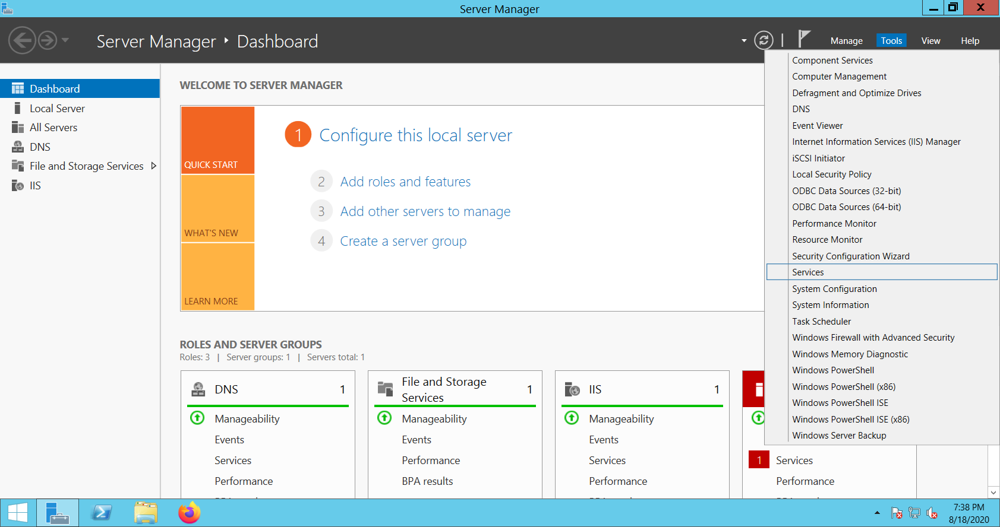 Server Manager
Server Manager ‣ Dashboard
Manage Tools View Help
Dashboard
Local Server
All Servers
DNS
File and Storage Services
IIS
WELCOME TO SERVER MANAGER
QUICK START
WHAT'S NEW
LEARN MORE
1 Configure this local server
2 Add roles and features
3 Add other servers to manage
4 Create a server group
Component Services
Computer Management
Defragment and Optimize Drives
DNS
Event Viewer
Internet Information Services (IIS) Manager
iSCSI Initiator
Local Security Policy
ODBC Data Sources (32-bit)
ODBC Data Sources (64-bit)
Performance Monitor
Resource Monitor
Security Configuration Wizard
Services
System Configuration
System Information
Task Scheduler
Windows Firewall with Advanced Security
Windows Memory Diagnostic
Windows PowerShell
Windows PowerShell (x86)
Windows PowerShell ISE
Windows PowerShell ISE (x86)
Windows Server Backup
ROLES AND SERVER GROUPS
Roles: 3 | Server groups: 1 | Servers total: 1
DNS 1
Manageability
Events
Services
Performance
File and Storage
Services 1
Manageability
Events
Performance
BPA results
IIS 1
Manageability
Events
Services
Performance
1 Services
Performance
7:38 PM
8/18/2020